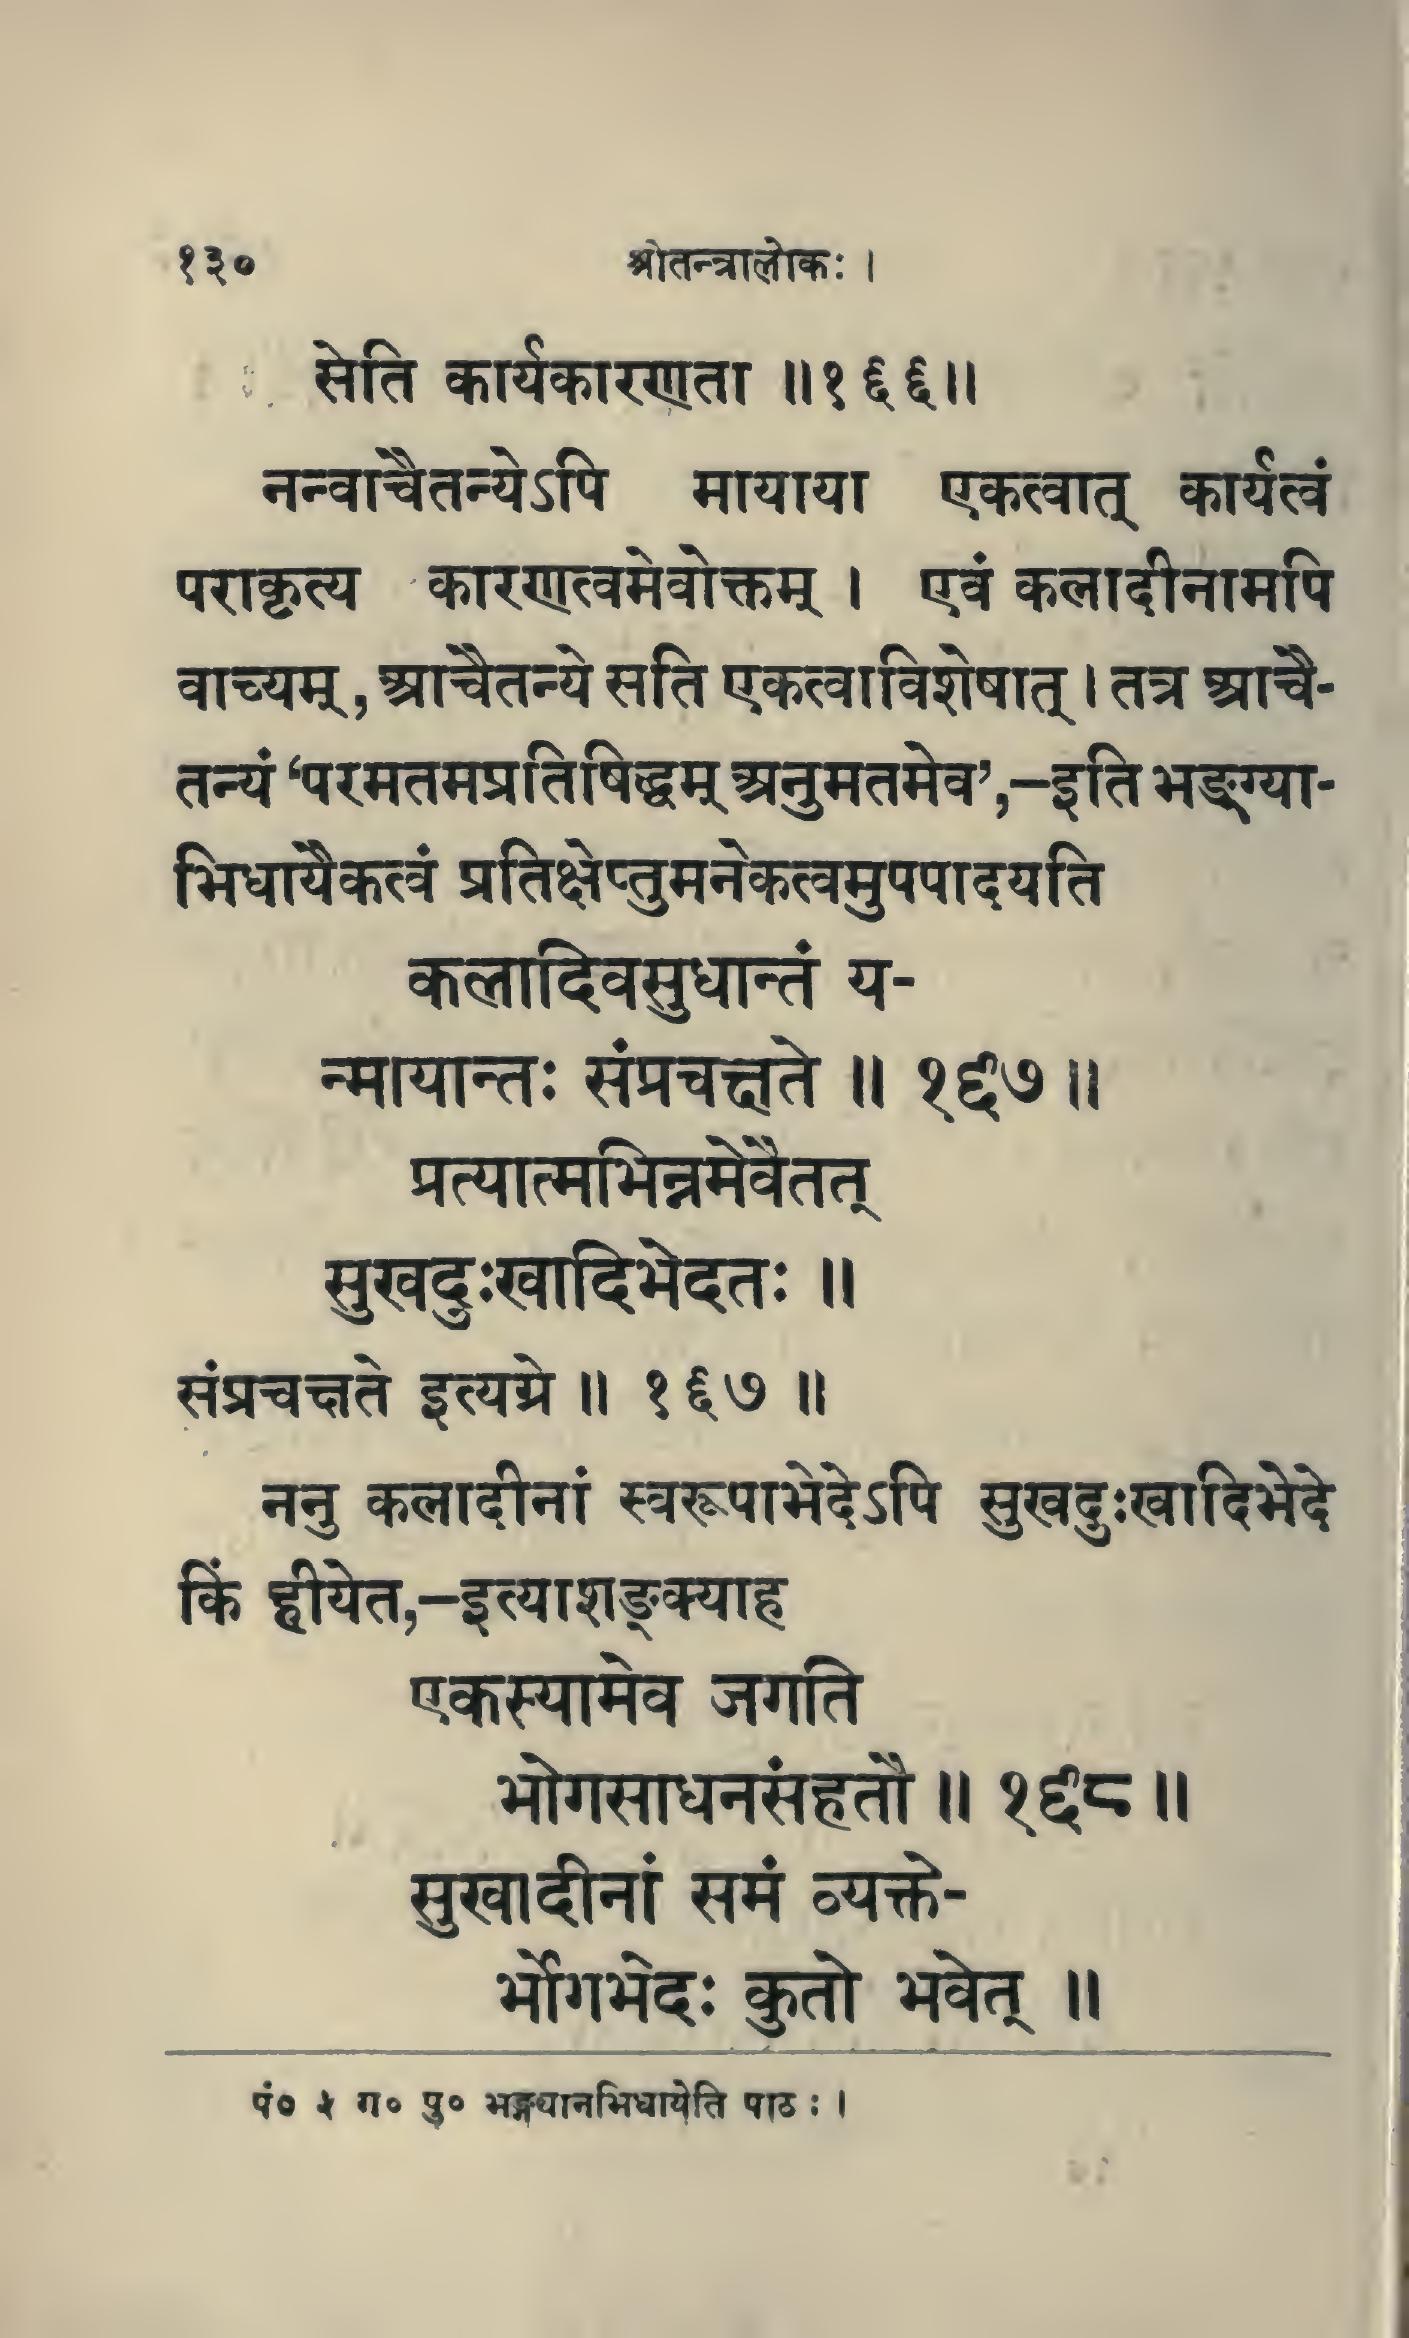 १३०
श्रीतन्त्रालोकः ।
सेति कार्यकारणता ॥१६६॥
नन्वाचैतन्येऽपि मायाया एकत्वात् कार्यत्वं
पराकृत्य कारणत्वमेवोक्तम् । एवं कलादीनामपि
वाच्यम्, आचैतन्ये सति एकत्वाविशेषात् । तत्र आचै-
तन्यं ‘परमतमप्रतिषिद्धम् अनुमतमेव’,–इति भङ्ग्या-
भिधायैकत्वं प्रतिक्षेप्तुमनेकत्वमुपपादयति
कलादिवसुधान्तं य-
न्मायान्तः संप्रचक्षते ॥ १६७ ॥
प्रत्यात्मभिन्नमेवैतत्
सुखदुःखादिभेदतः ॥
संप्रचक्षते इत्यग्रे ॥ १६७ ॥
ननु कलादीनां स्वरूपाभेदेऽपि सुखदुःखादिभेदे
किं हीयेत,–इत्याशङ्क्याह
एकस्यामेव जगति
भोगसाधनसंहतौ ॥ १६८ ॥
सुखादीनां समं व्यक्ते-
र्भोगभेदः कुतो भवेत् ॥
पं० ५ ग० पु० भङ्ग्यानभिधायेति पाठः ।